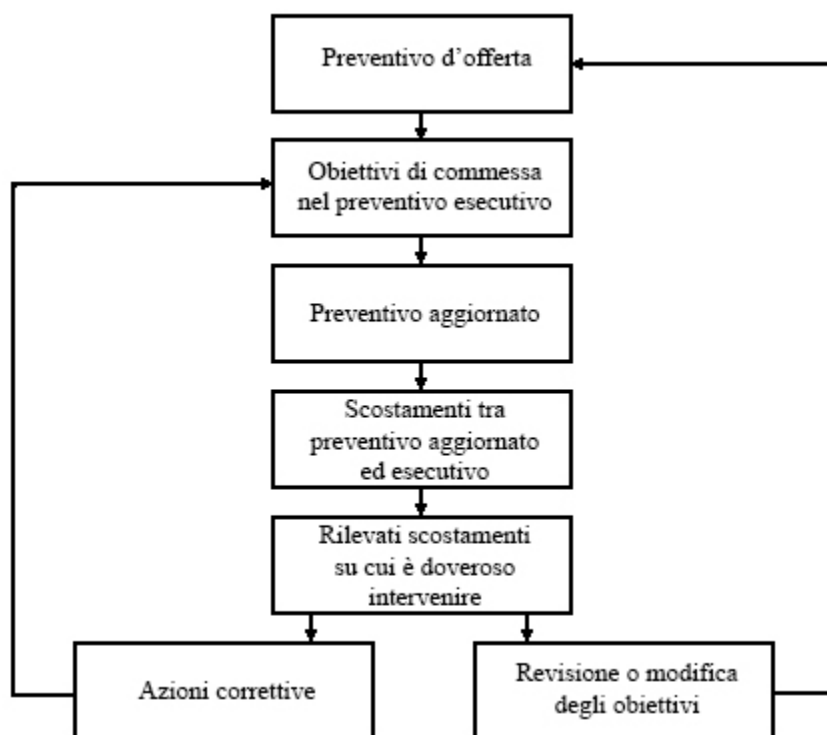 Preventivo d’offerta
Obiettivi di commessa
nel preventivo esecutivo
Preventivo aggiornato
Scostamenti tra
preventivo aggiornato
ed esecutivo
Rilevati scostamenti
su cui è doveroso
intervenire
Azioni correttive
Revisione o modifica
degli obiettivi